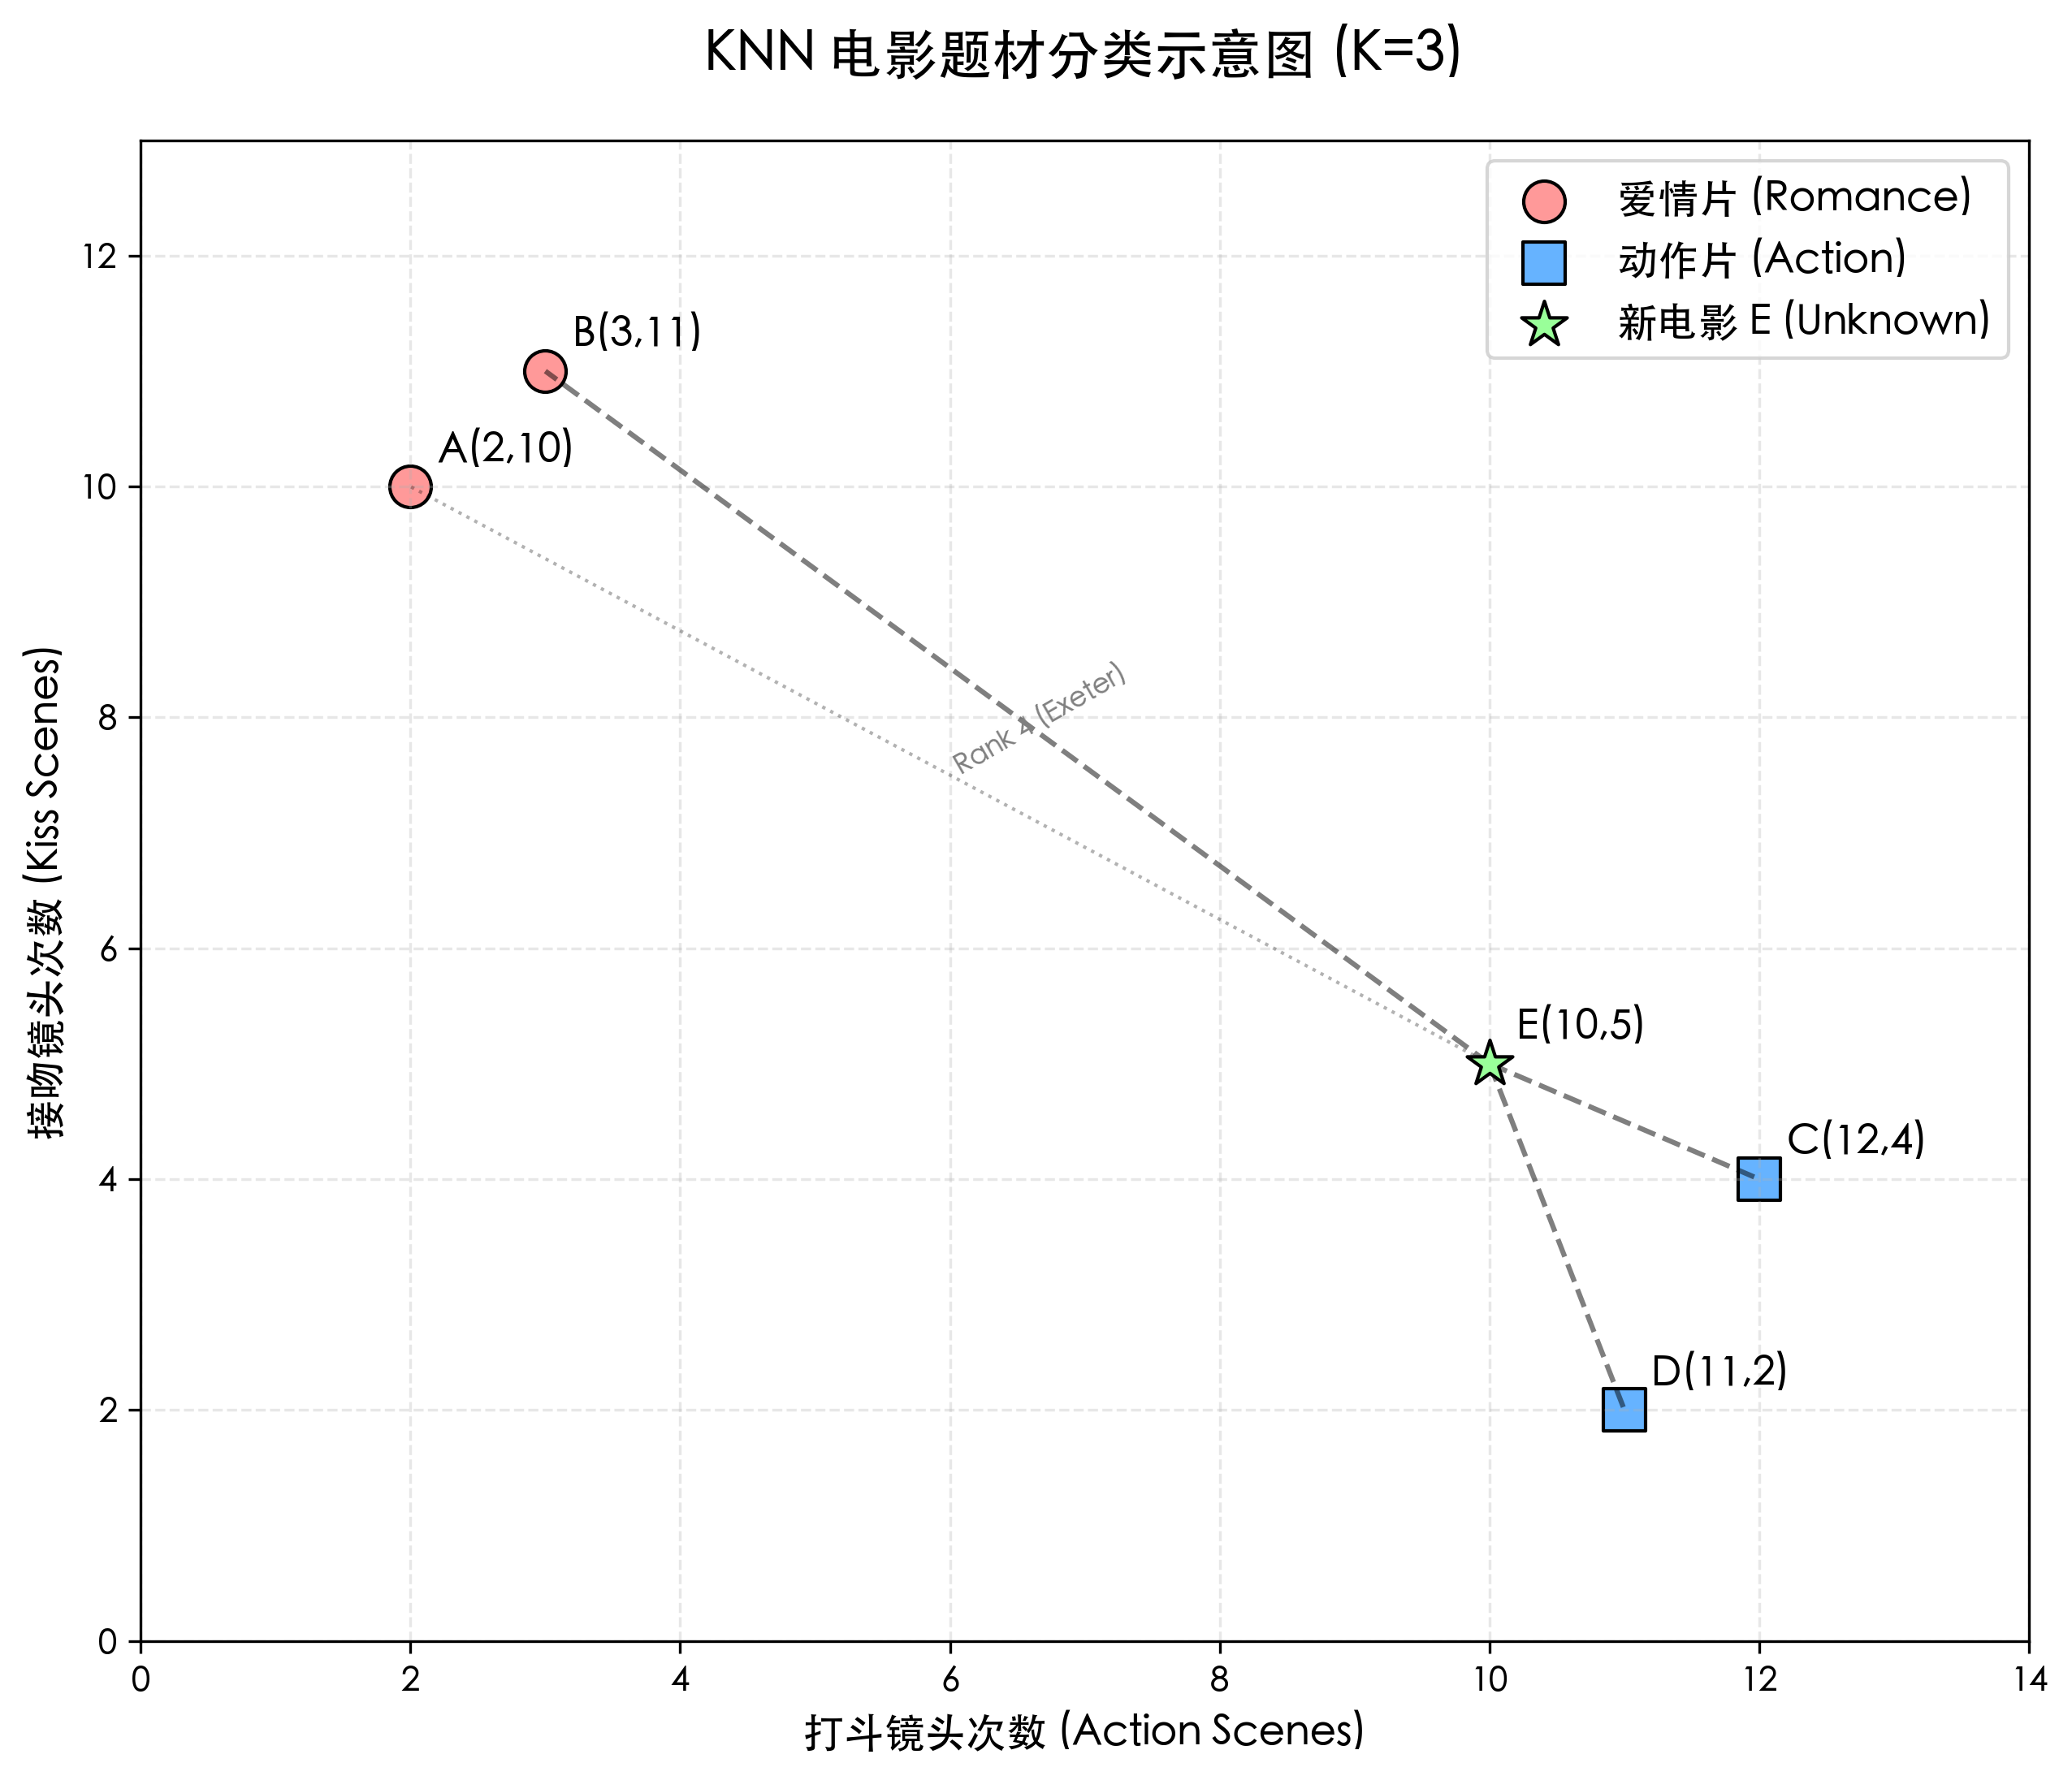 KNN 电影题材分类示意图 (K=3)
爱情片 (Romance)
动作片 (Action)
新电影 E (Unknown)
12
B(3,11)
A(2,10)
10
8
Rank 4 (Exeter)
接吻镜头次数 (Kiss Scenes)
6
E(10,5)
C(12,4)
4
D(11,2)
2
0
0 2 4 6 8 10 12 14
打斗镜头次数 (Action Scenes)